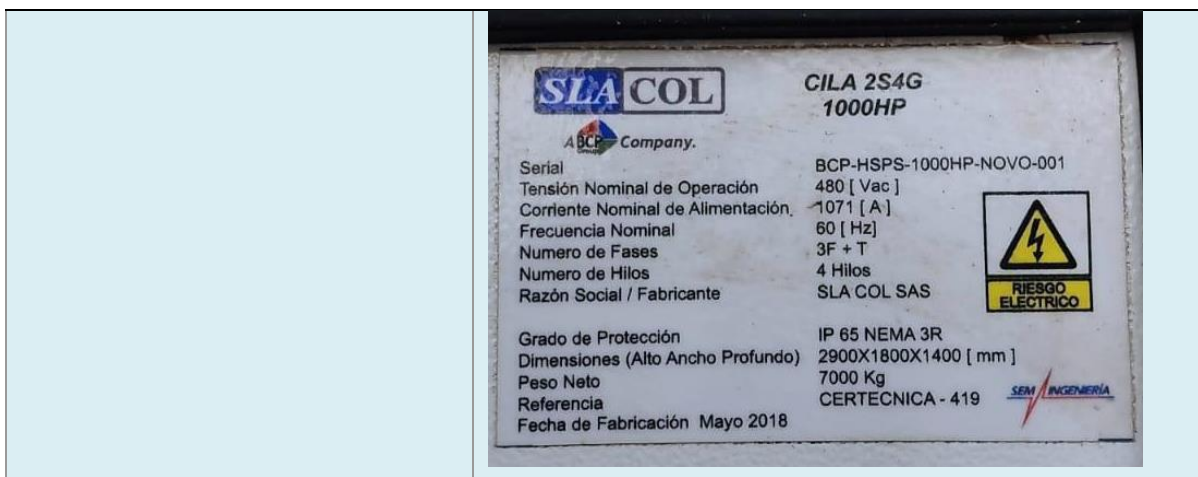 SLA COL
CILA 2S4G
1000HP
A BCP Company.
Serial BCP-HSPS-1000HP-NOVO-001
Tensión Nominal de Operación 480 [ Vac ]
Corriente Nominal de Alimentación. 1071 [ A ]
Frecuencia Nominal 60 [ Hz]
Numero de Fases 3F + T
Numero de Hilos 4 Hilos
Razón Social / Fabricante SLA COL SAS
RIESGO
ELECTRICO
Grado de Protección IP 65 NEMA 3R
Dimensiones (Alto Ancho Profundo) 2900X1800X1400 [ mm ]
Peso Neto 7000 Kg
Referencia CERTECNICA - 419
SEM INGENIERÍA
Fecha de Fabricación Mayo 2018